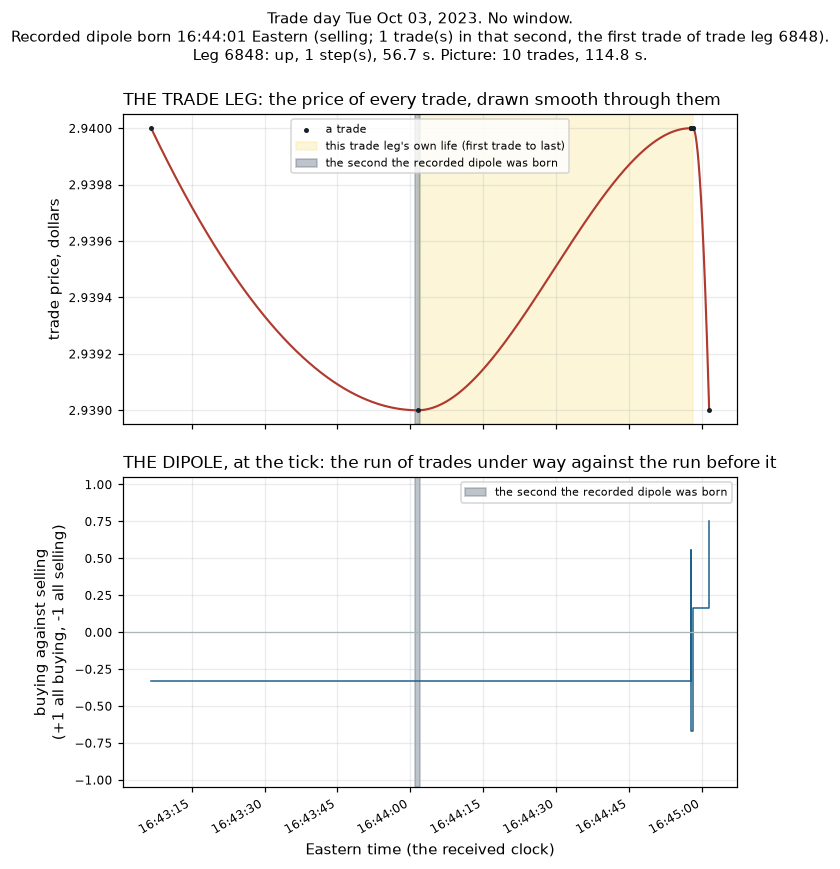 Trade day Tue Oct 03, 2023. No window.
Recorded dipole born 16:44:01 Eastern (selling; 1 trade(s) in that second, the first trade of trade leg 6848).
Leg 6848: up, 1 step(s), 56.7 s. Picture: 10 trades, 114.8 s.
THE TRADE LEG: the price of every trade, drawn smooth through them
a trade
this trade leg's own life (first trade to last)
the second the recorded dipole was born
trade price, dollars
2.9400
2.9398
2.9396
2.9394
2.9392
2.9390
THE DIPOLE, at the tick: the run of trades under way against the run before it
the second the recorded dipole was born
buying against selling
(+1 all buying, -1 all selling)
1.00
0.75
0.50
0.25
0.00
−0.25
−0.50
−0.75
−1.00
16:43:15
16:43:30
16:43:45
16:44:00
16:44:15
16:44:30
16:44:45
16:45:00
Eastern time (the received clock)